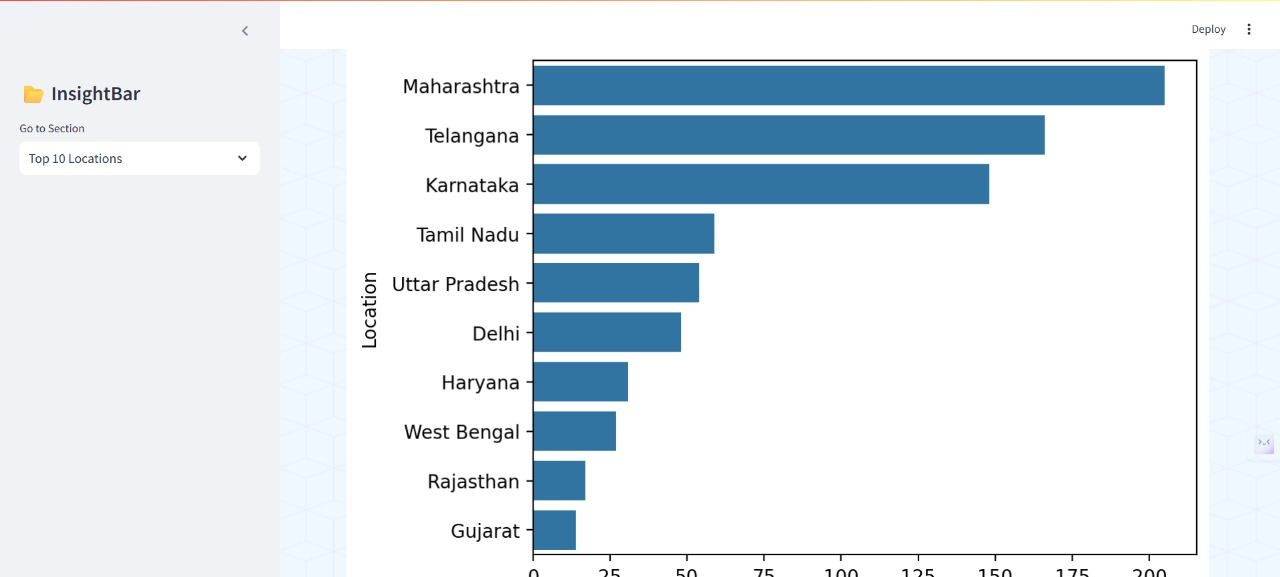 Deploy
InsightBar
Go to Section
Top 10 Locations
Location
Maharashtra
Telangana
Karnataka
Tamil Nadu
Uttar Pradesh
Delhi
Haryana
West Bengal
Rajasthan
Gujarat
0 25 50 75 100 125 150 175 200